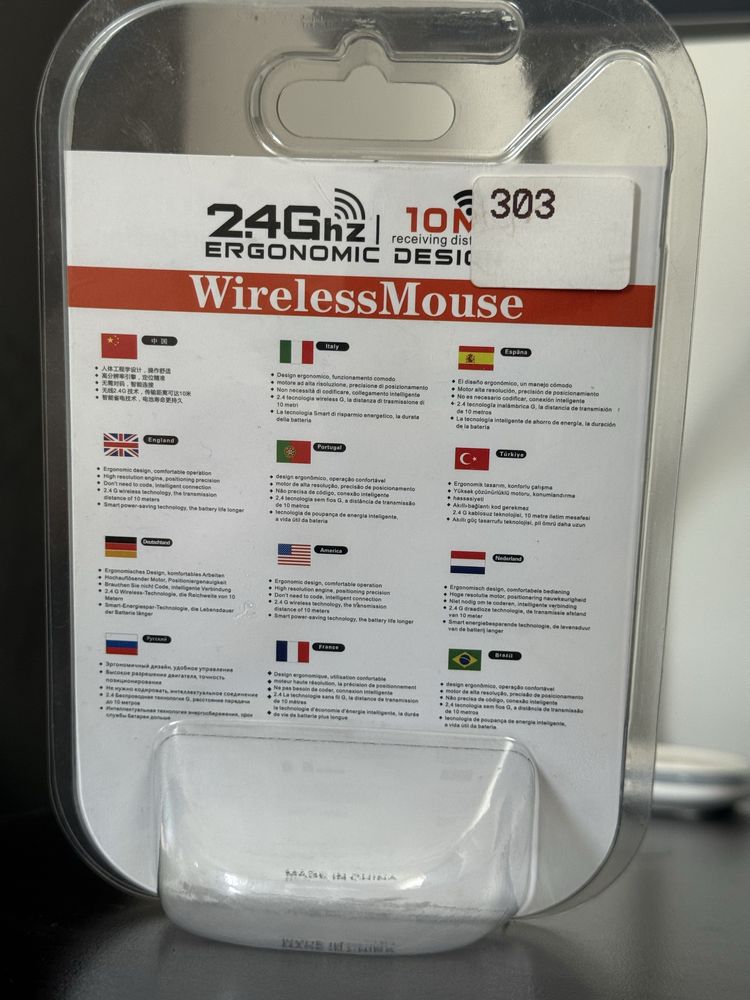 2.4Ghz
10M
303
receiving dist
ERGONOMIC DESIG
WirelessMouse
中国
人体工程学设计，操作舒适
高分辨率引擎，定位精准
无需对码，智能连接
无线2.4G技术，传输距离可达10米
智能省电技术，电池寿命更持久
Italy
Design ergonomico, funzionamento comodo
motore ad alta risoluzione, precisione di posizionamento
Non necessità di codificare, collegamento intelligente
2.4 tecnologia wireless G, la distanza di trasmissione di
10 metri
La tecnologia Smart di risparmio energetico, la durata
della batteria
Espāna
El diseño ergonómico, un manejo cómodo
Motor alta resolución, precisión de posicionamiento
No es necesario codificar, conexión inteligente
2.4 tecnología inalámbrica G, la distancia de transmisión
de 10 metros
La tecnología inteligente de ahorro de energía, la duración
de la batería
England
Ergonomic design, comfortable operation
High resolution engine, positioning precision
Don't need to code, intelligent connection
2.4 G wireless technology, the transmission
distance of 10 meters
Smart power-saving technology, the battery life longer
Portugal
design ergonômico, operação confortável
motor de alta resolução, precisão de posicionamento
Não precisa de código, conexão inteligente
2,4 tecnologia sem fios G, a distância de transmissão
de 10 metros
tecnologia de poupança de energia inteligente,
a vida útil da bateria
Türkiye
Ergonomik tasarım, konforlu çalışma
Yüksek çözünürlüklü motoru, konumlandırma
hassasiyeti
Akıllı bağlantı kod gerekmez
2.4 G kablosuz teknolojisi, 10 metre iletim mesafesi
Akıllı güç tasarrufu teknolojisi, pil ömrü daha uzun
Deutschland
Ergonomisches Design, komfortables Arbeiten
Hochauflösender Motor, Positioniergenauigkeit
Brauchen Sie nicht Code, intelligente Verbindung
2.4 G Wireless-Technologie, die Reichweite von 10
Metern
Smart-Energiespar-Technologie, die Lebensdauer
der Batterie länger
America
Ergonomic design, comfortable operation
High resolution engine, positioning precision
Don't need to code, intelligent connection
2.4 G wireless technology, the transmission
distance of 10 meters
Smart power-saving technology, the battery life longer
Nederland
Ergonomisch design, comfortabele bediening
Hoge resolutie motor, positionering nauwkeurigheid
Niet nodig om te coderen, intelligente verbinding
2.4 G draadloze technologie, de transmissie afstand
van 10 meter
Smart energiebesparende technologie, de levensduur
van de batterij langer
Русский
Эргономичный дизайн, удобное управление
Высокое разрешение двигателя, точность
позиционирования
Не нужно кодировать, интеллектуальное соединение
2.4 Беспроводная технологии G, расстояние передачи
до 10 метров
Интеллектуальная технология энергосбережения, срок
службы батареи дольше
France
Design ergonomique, utilisation confortable
moteur haute résolution, la précision de positionnement
Ne pas besoin de coder, connexion intelligent
2.4 La technologie sans fil G, la distance de transmission
de 10 mètres
la technologie d'économie d'énergie intelligente, la durée
de vie de batterie plus longue
Brazil
design ergonômico, operação confortável
motor de alta resolução, precisão de posicionamento
Não precisa de código, conexão inteligente
2,4 tecnologia sem fios G, a distância de transmissão
de 10 metros
tecnologia de poupança de energia inteligente,
a vida útil da bateria
MADE IN CHINA